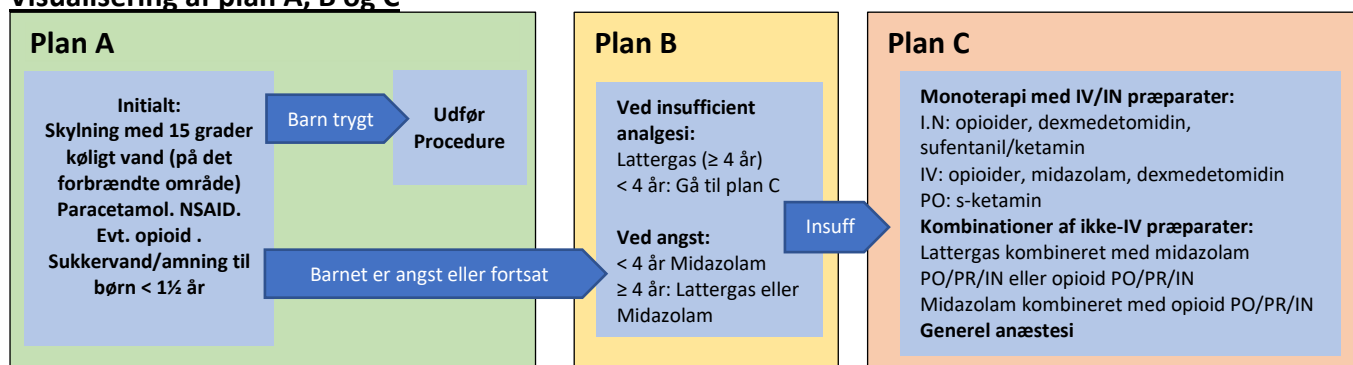 Visualisering af plan A, B og C
Plan A
Initialt:
Skylning med 15 grader
køligt vand (på det
forbrændte område)
Paracetamol. NSAID.
Evt. opioid .
Sukkervand/amning til
børn < 1½ år
Barn trygt
Udfør
Procedure
Barnet er angst eller fortsat
Plan B
Ved insufficient
analgesi:
Lattergas (≥ 4 år)
< 4 år: Gå til plan C
Ved angst:
< 4 år Midazolam
≥ 4 år: Lattergas eller
Midazolam
Insuff
Plan C
Monoterapi med IV/IN præparater:
I.N: opioider, dexmedetomidin,
sufentanil/ketamin
IV: opioider, midazolam, dexmedetomidin
PO: s-ketamin
Kombinationer af ikke-IV præparater:
Lattergas kombineret med midazolam
PO/PR/IN eller opioid PO/PR/IN
Midazolam kombineret med opioid PO/PR/IN
Generel anæstesi